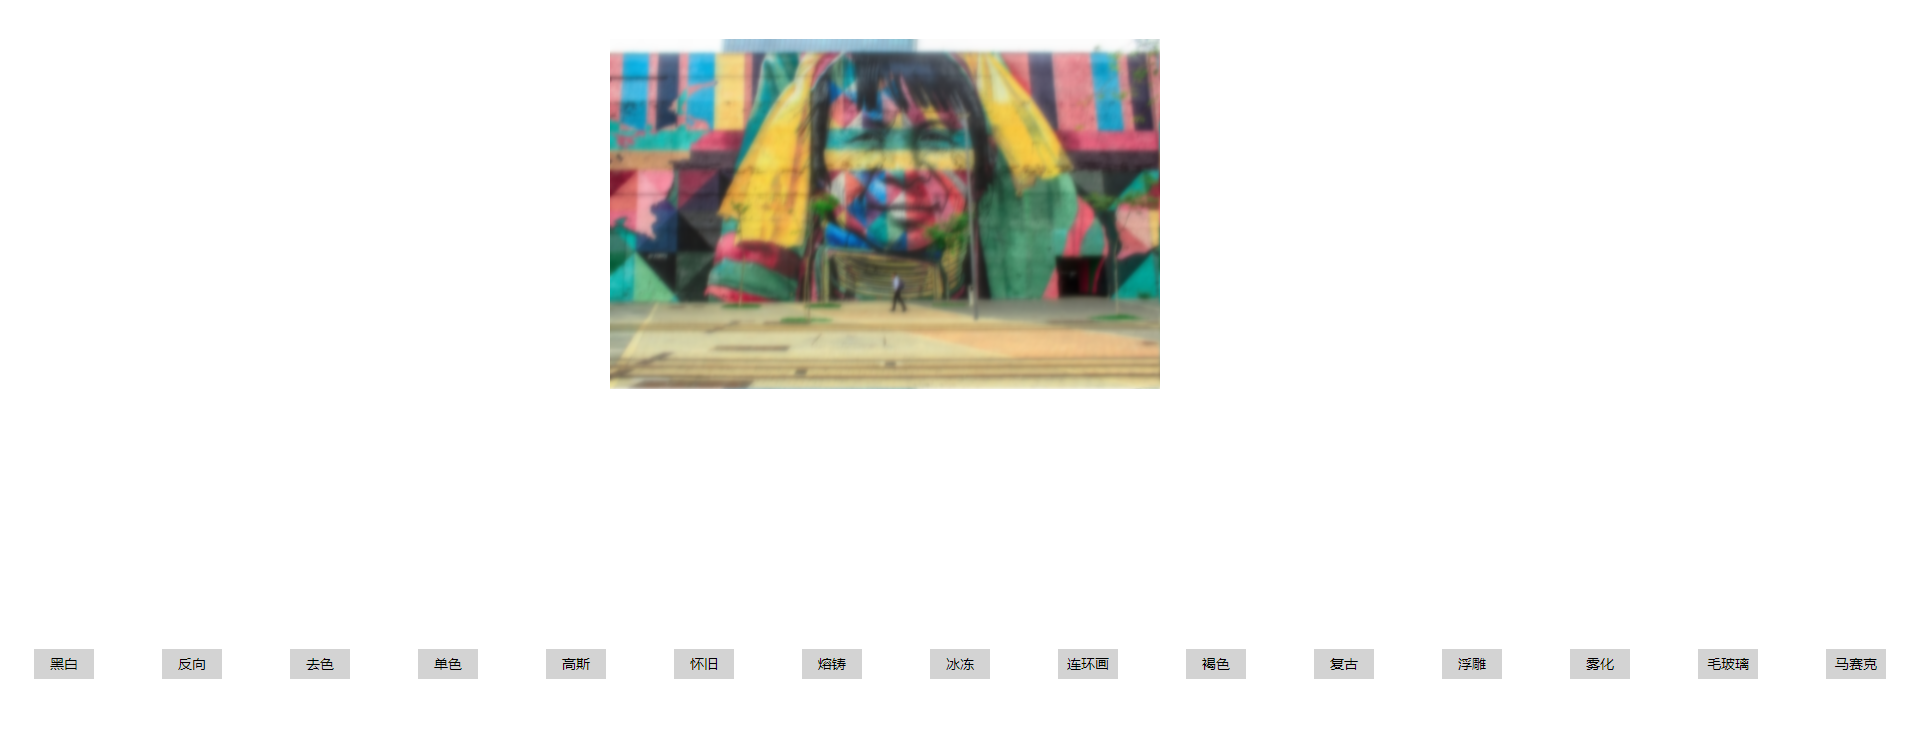 黑白
反向
去色
单色
高斯
怀旧
熔铸
冰冻
连环画
褐色
复古
浮雕
雾化
毛玻璃
马赛克